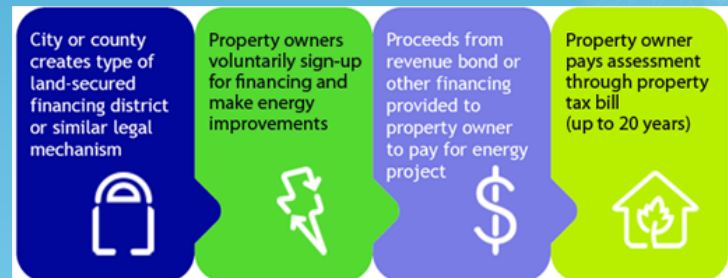 City or county
creates type of
land-secured
financing district
or similar legal
mechanism
Property owners
voluntarily sign-up
for financing and
make energy
improvements
Proceeds from
revenue bond or
other financing
provided to
property owner
to pay for energy
project
$
Property owner
pays assessment
through property
tax bill
(up to 20 years)